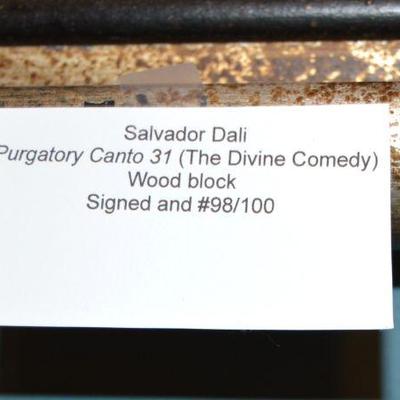 Salvador Dali
Purgatory Canto 31 (The Divine Comedy)
Wood block
Signed and #98/100